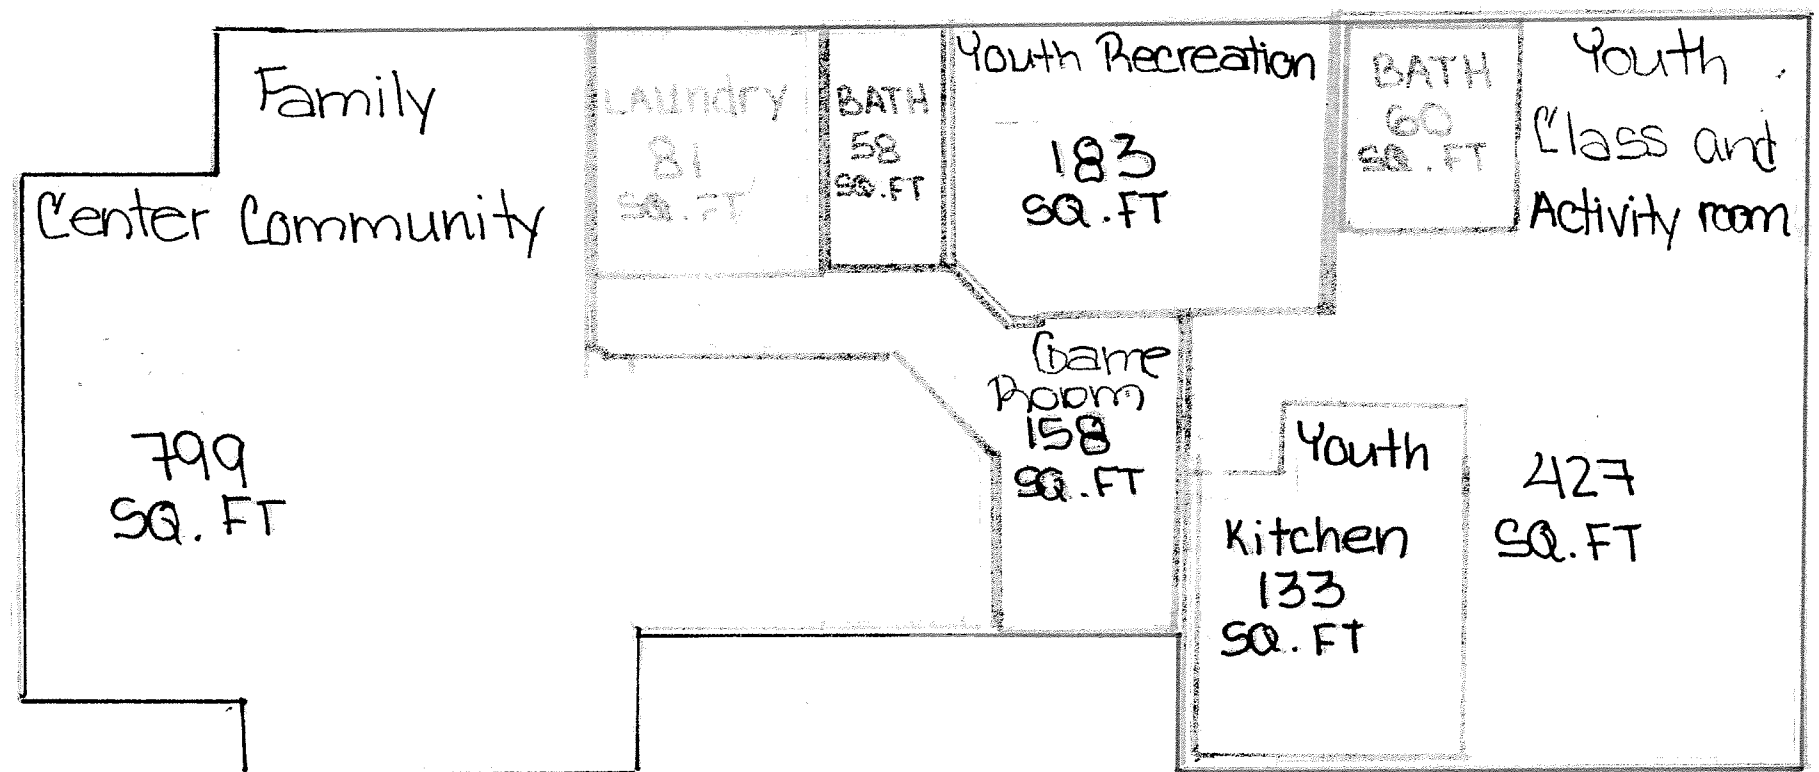 Family
Center Community
799
SQ. FT
LAUndry
81
SQ. FT
BATH
58
SQ.FT
Youth Recreation
183
SQ. FT
BATH
60
SQ. FT
Youth
Class and
Activity room
427
SQ. FT
Game
Room
158
SQ. FT
Youth
Kitchen
133
SQ. FT